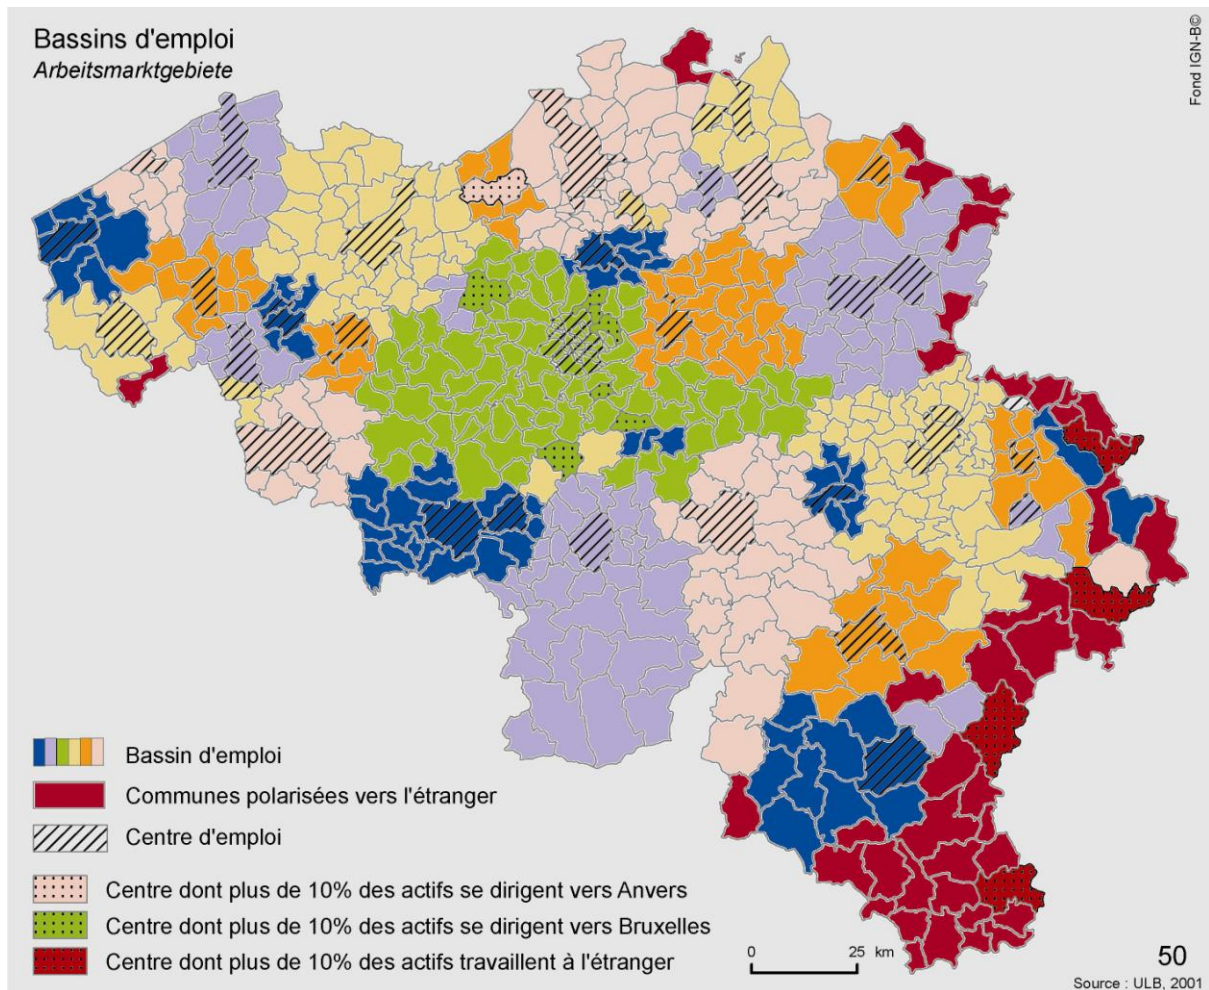 Bassins d'emploi
Arbeitsmarktgebiete
Fond IGN-B©
Bassin d'emploi
Communes polarisées vers l'étranger
Centre d'emploi
Centre dont plus de 10% des actifs se dirigent vers Anvers
Centre dont plus de 10% des actifs se dirigent vers Bruxelles
Centre dont plus de 10% des actifs travaillent à l'étranger
0 25 km
50
Source : ULB, 2001